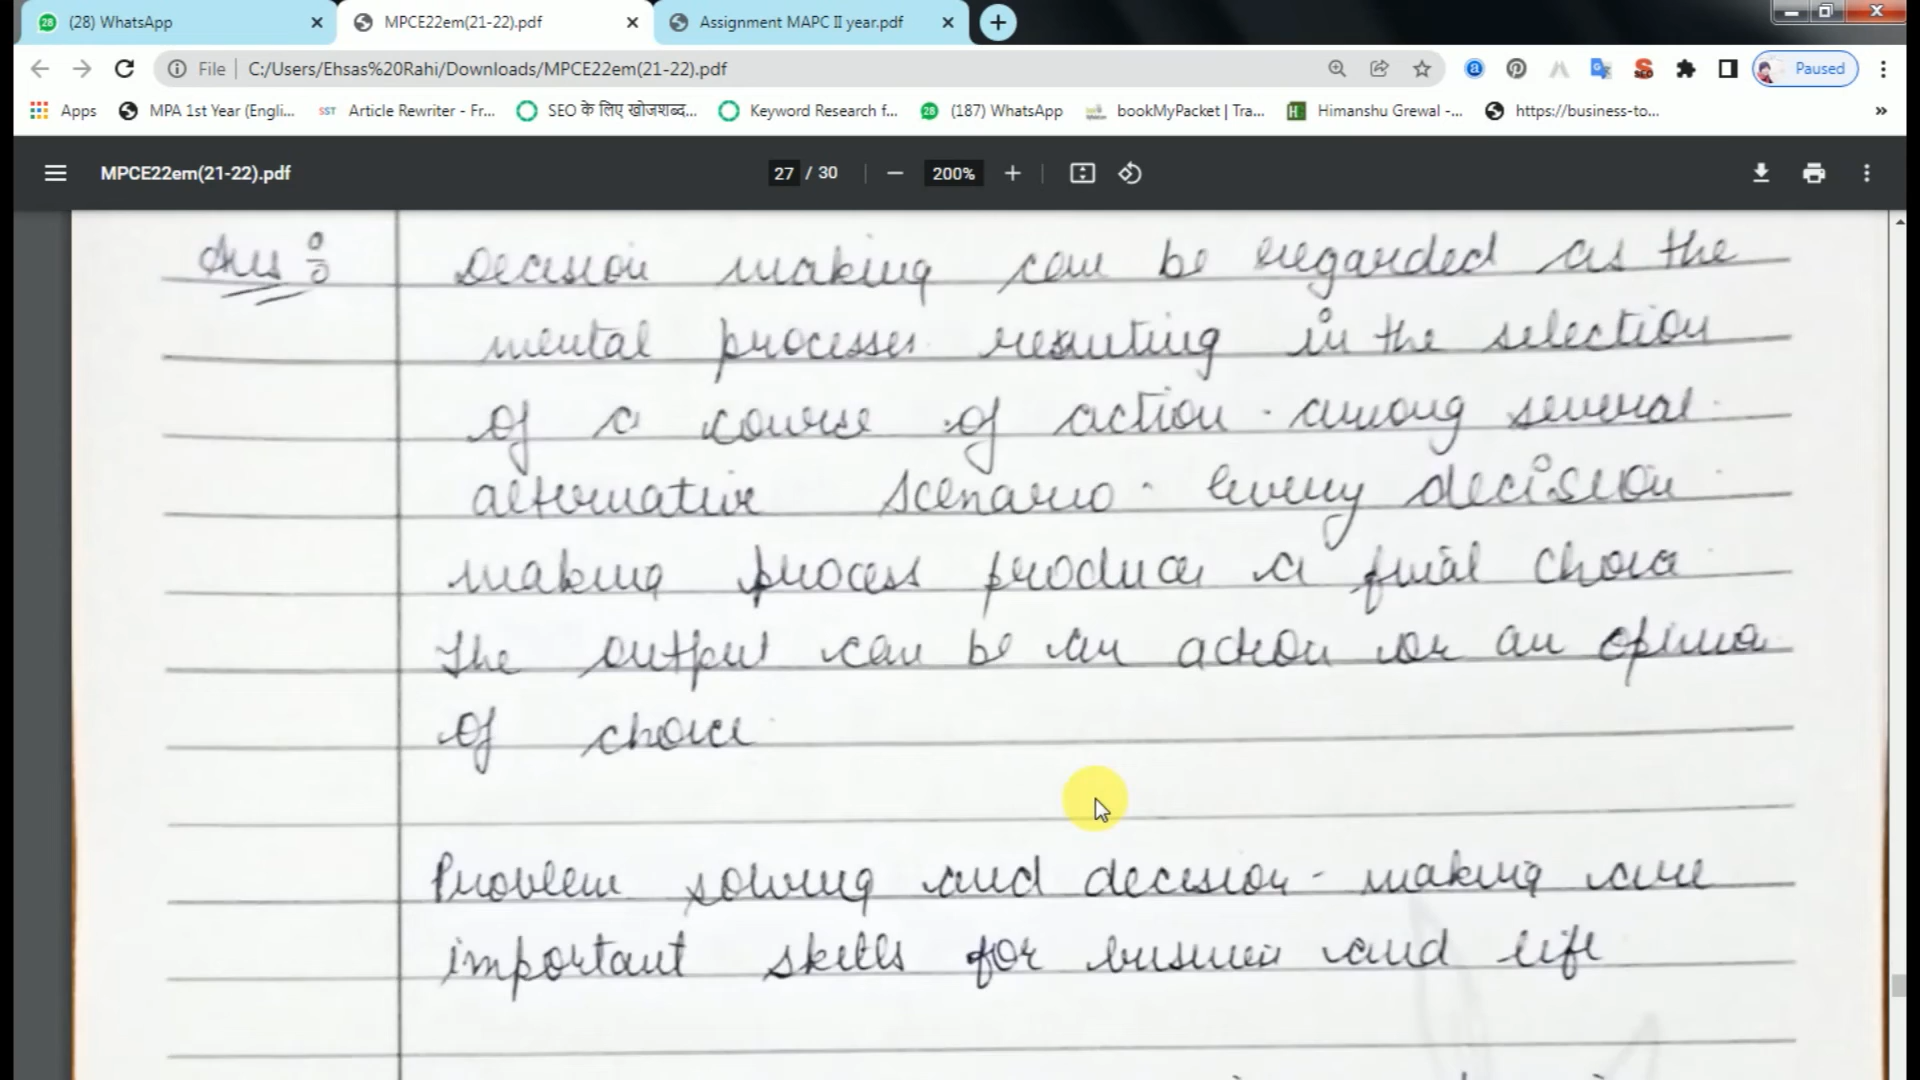 (28) WhatsApp
MPCE22em(21-22).pdf
Assignment MAPC II year.pdf
File | C:/Users/Ehsas%20Rahi/Downloads/MPCE22em(21-22).pdf
Paused
Apps
MPA 1st Year (Engli...
SST Article Rewriter - Fr...
SEO के लिए खोजशब्द...
Keyword Research f...
(187) WhatsApp
bookMyPacket | Tra...
Himanshu Grewal -...
https://business-to...
MPCE22em(21-22).pdf
27 / 30
200%
Ans :
Decision making can be regarded as the
mental processes resulting in the selection
of a course of action among several
alternative scenario. Every decision
making process produces a final choice
The output can be an action or an opinion
of choice
Problem solving and decision-making are
important skills for business and life